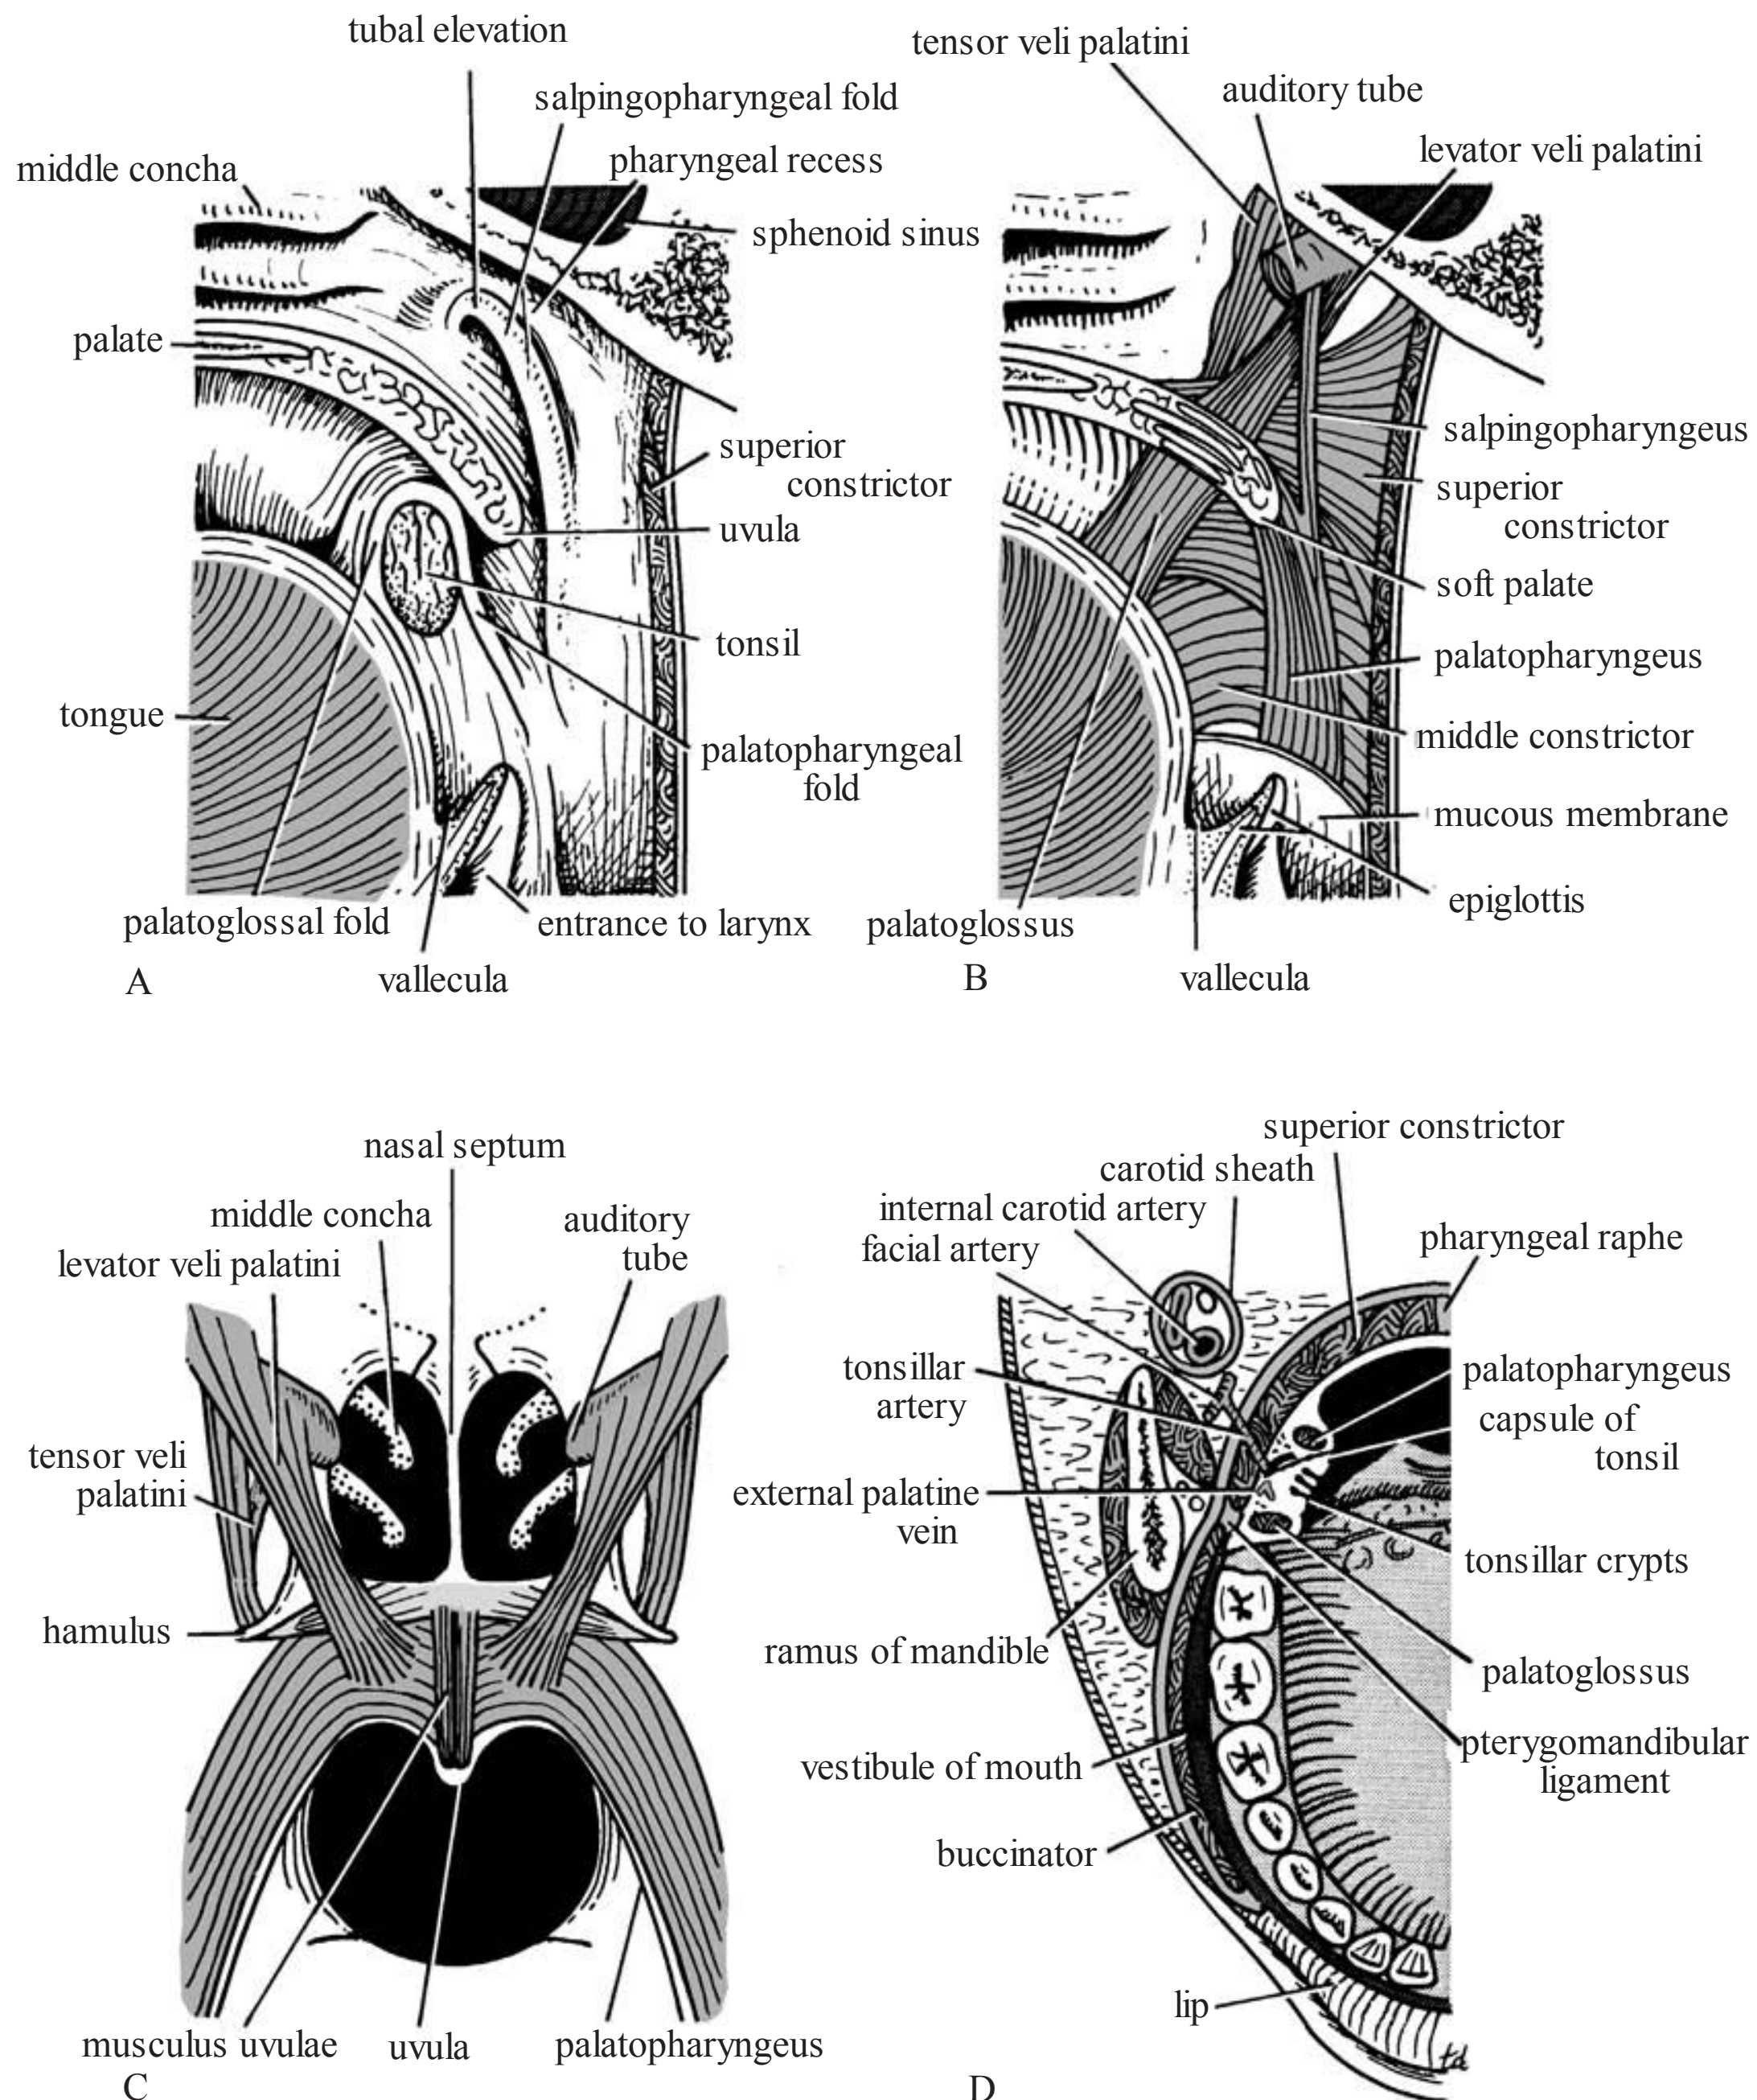 tubal elevation
salpingopharyngeal fold
pharyngeal recess
middle concha
sphenoid sinus
palate
superior
constrictor
uvula
tonsil
tongue
palatopharyngeal
fold
palatoglossal fold
entrance to larynx
vallecula
A
tensor veli palatini
auditory tube
levator veli palatini
salpingopharyngeus
superior
constrictor
soft palate
palatopharyngeus
middle constrictor
mucous membrane
epiglottis
palatoglossus
vallecula
B
nasal septum
middle concha
auditory
tube
levator veli palatini
tensor veli
palatini
hamulus
musculus uvulae
uvula
palatopharyngeus
C
superior constrictor
carotid sheath
internal carotid artery
facial artery
pharyngeal raphe
tonsillar
artery
palatopharyngeus
capsule of
tonsil
external palatine
vein
tonsillar crypts
ramus of mandible
palatoglossus
pterygomandibular
ligament
vestibule of mouth
buccinator
lip
td
D